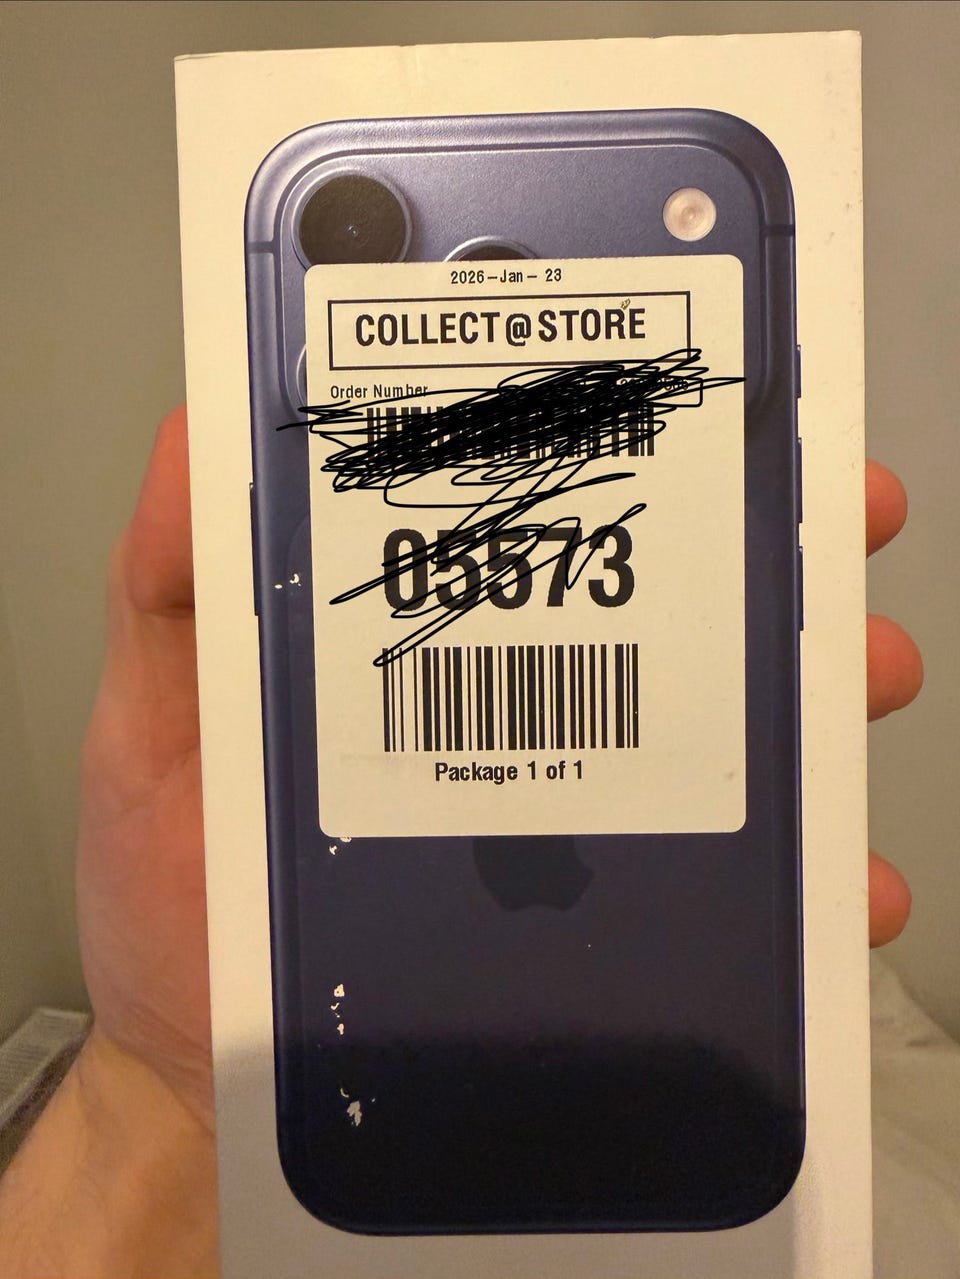 2026-Jan-23
COLLECT@STORE
Order Number
05573
Package 1 of 1